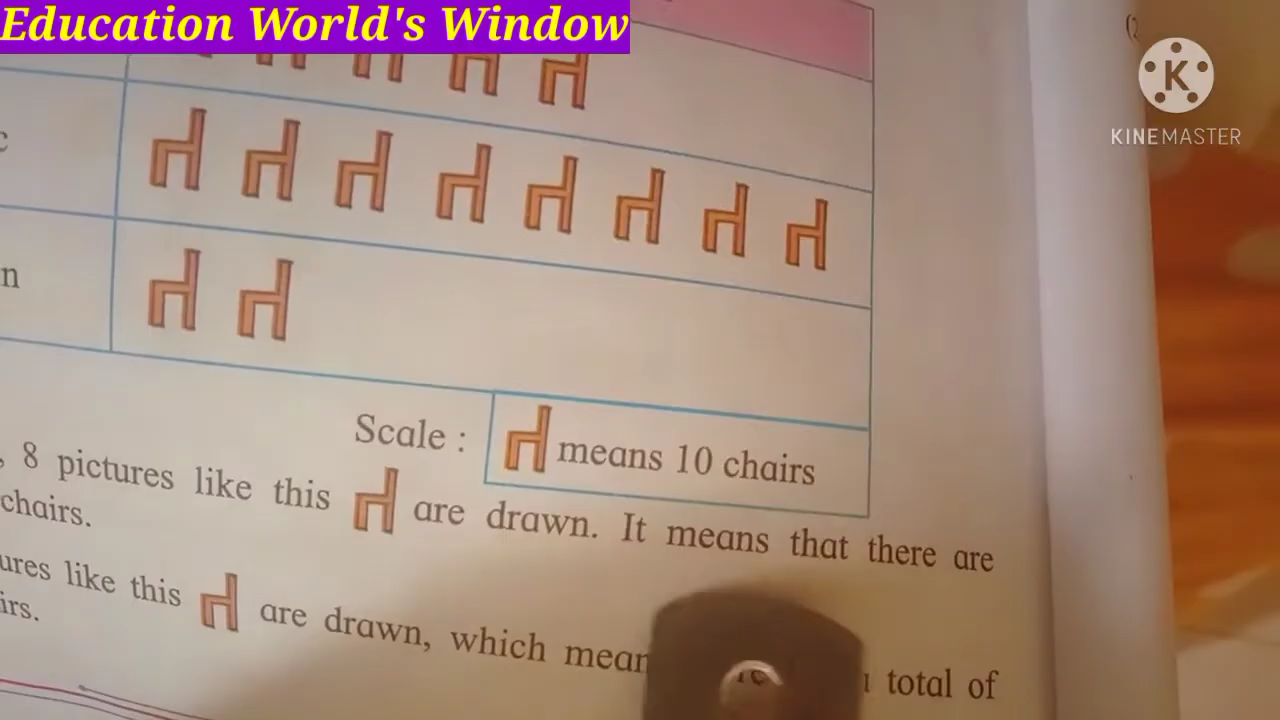 Education World's Window
K
KINEMASTER
c
n
Scale : means 10 chairs
, 8 pictures like this are drawn. It means that there are
chairs.
ures like this are drawn, which mean total of
irs.